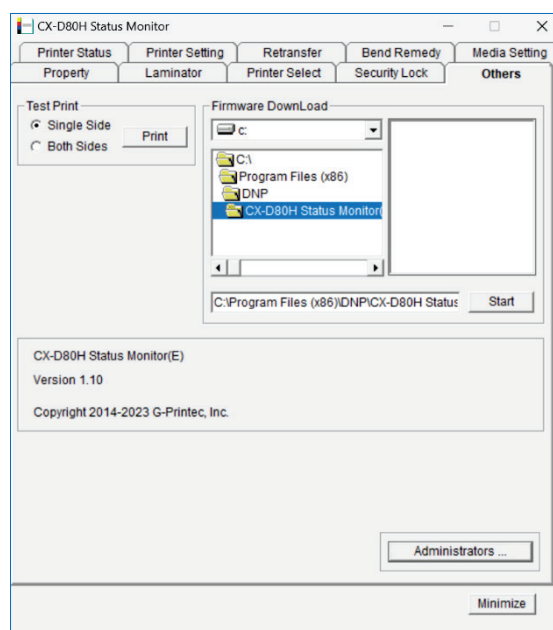 CX-D80H Status Monitor
Printer Status Printer Setting Retransfer Bend Remedy Media Setting
Property Laminator Printer Select Security Lock Others
Test Print
Single Side
Both Sides
Print
Firmware DownLoad
c:
C:\
Program Files (x86)
DNP
CX-D80H Status Monitor(
C:\Program Files (x86)\DNP\CX-D80H Status
Start
CX-D80H Status Monitor(E)
Version 1.10
Copyright 2014-2023 G-Printec, Inc.
Administrators ...
Minimize